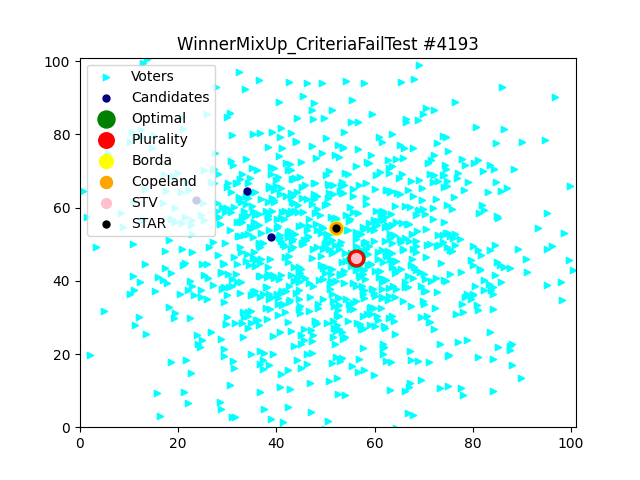 WinnerMixUp_CriteriaFailTest #4193
Voters
Candidates
Optimal
Plurality
Borda
Copeland
STV
STAR
100
80
60
40
20
0
0 20 40 60 80 100